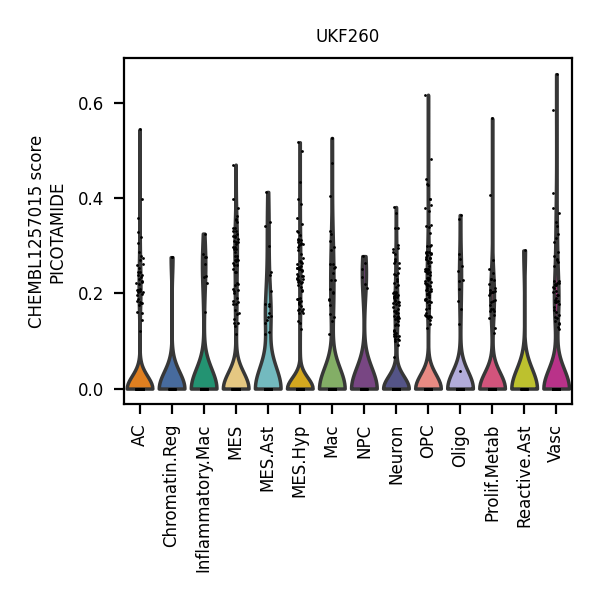 UKF260
CHEMBL1257015 score
PICOTAMIDE
0.6
0.4
0.2
0.0
AC
Chromatin.Reg
Inflammatory.Mac
MES
MES.Ast
MES.Hyp
Mac
NPC
Neuron
OPC
Oligo
Prolif.Metab
Reactive.Ast
Vasc